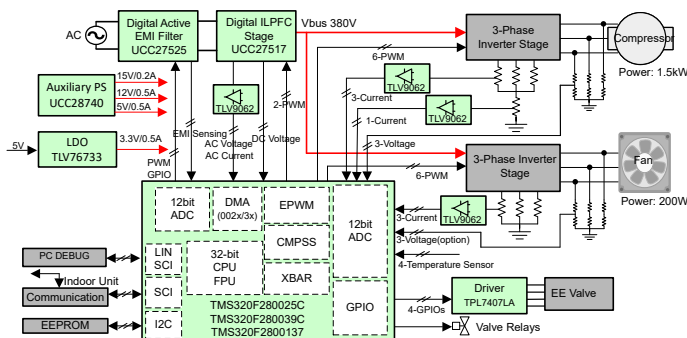 AC
Digital Active
EMI Filter
UCC27525
Digital ILPFC
Stage
UCC27517
Vbus 380V
3-Phase
Inverter Stage
Compressor
Power: 1.5kW
6-PWM
Auxiliary PS
UCC28740
15V/0.2A
12V/0.5A
5V/0.5A
TLV9062
2-PWM
TLV9062
3-Current
TLV9062
1-Current
5V
LDO
TLV76733
3.3V/0.5A
EMI Sensing
AC Voltage
AC Current
DC Voltage
3-Voltage
PWM
GPIO
3-Phase Inverter
Stage
Fan
Power: 200W
6-PWM
12bit
ADC
DMA
(002x/3x)
EPWM
12bit
ADC
3-Current
TLV9062
CMPSS
3-Voltage(option)
4-Temperature Sensor
PC DEBUG
LIN
SCI
32-bit
CPU
FPU
XBAR
Indoor Unit
Communication
SCI
TMS320F280025C
TMS320F280039C
TMS320F2800137
GPIO
4-GPIOs
Driver
TPL7407LA
EE Valve
EEPROM
I2C
Valve Relays